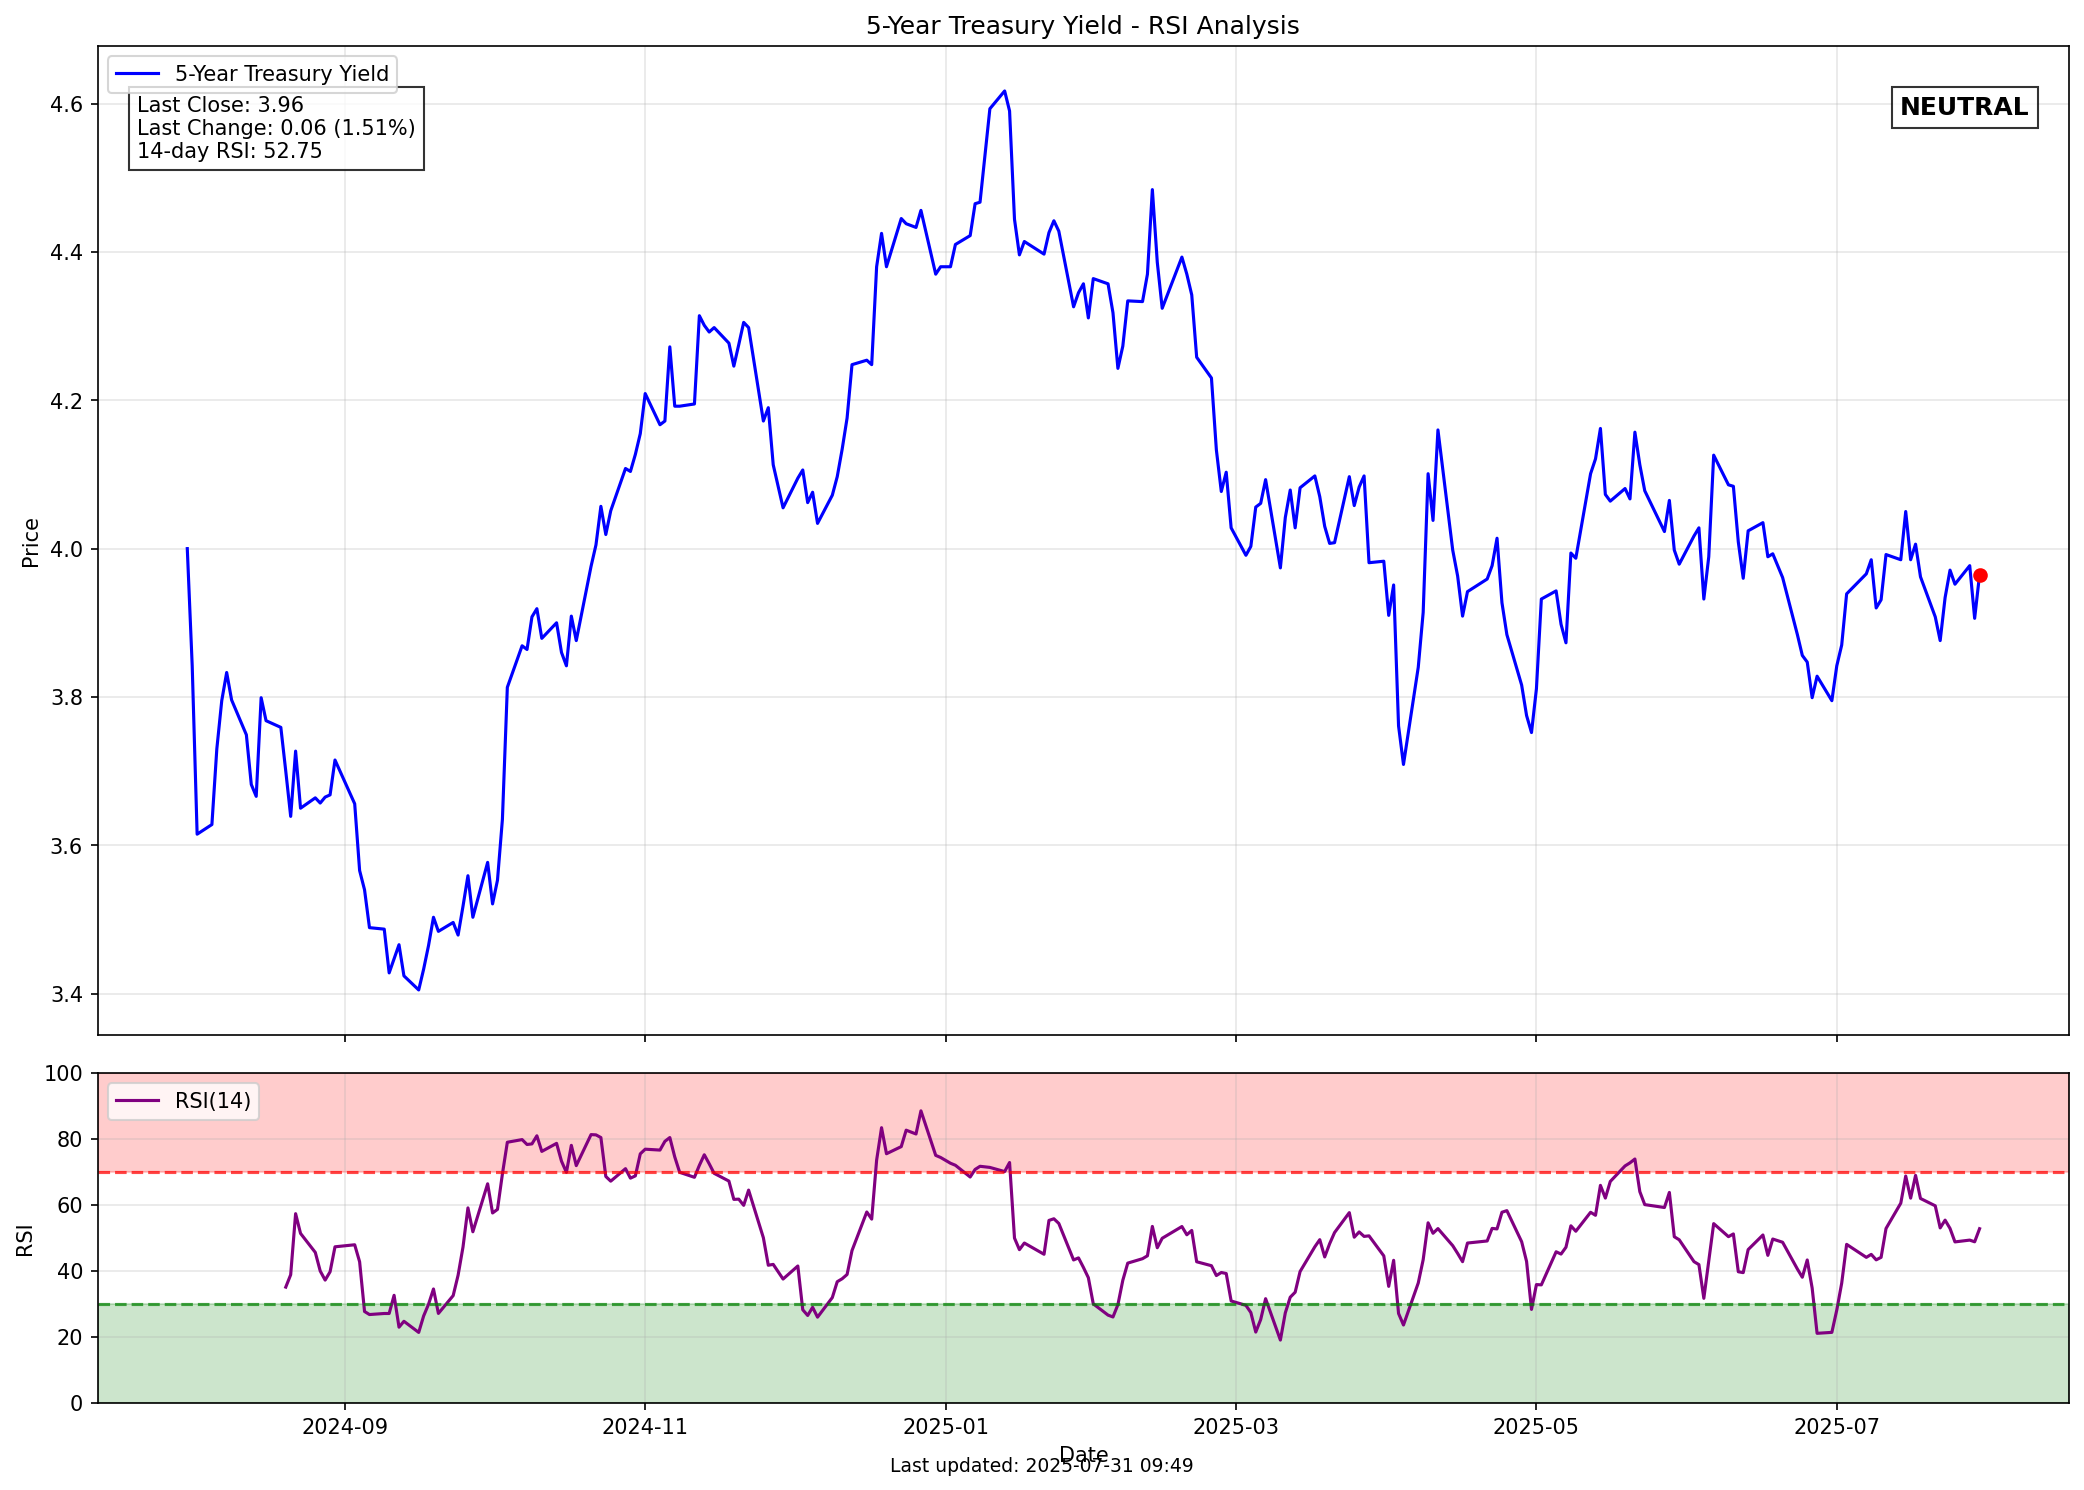 5-Year Treasury Yield - RSI Analysis
5-Year Treasury Yield
Last Close: 3.96
Last Change: 0.06 (1.51%)
14-day RSI: 52.75
NEUTRAL
Price
4.6
4.4
4.2
4.0
3.8
3.6
3.4
RSI(14)
RSI
100
80
60
40
20
0
2024-09
2024-11
2025-01
2025-03
2025-05
2025-07
Date
Last updated: 2025-07-31 09:49